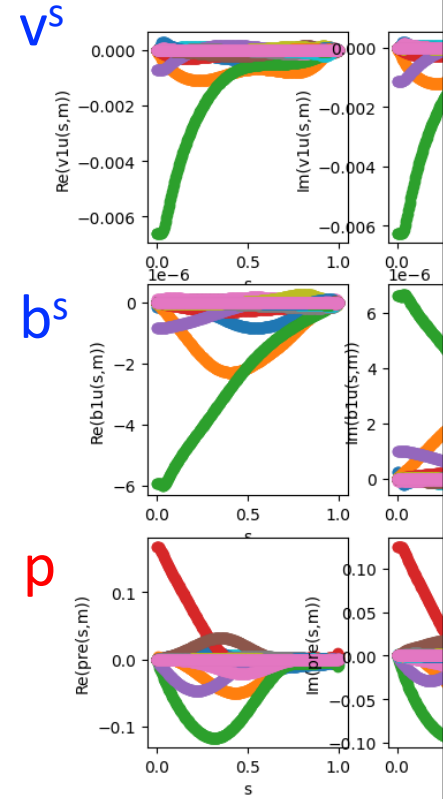 vˢ
Re(v1u(s,m))
0.000
−0.002
−0.004
−0.006
0.0 0.5 1.0
Im(v1u(s,m))
0.000
−0.002
−0.004
−0.006
0.0
bˢ
1e−6
Re(b1u(s,m))
0
−2
−4
−6
0.0 0.5 1.0
1e−6
Im(b1u(s,m))
6
4
2
0
0.0
p
Re(pre(s,m))
0.1
0.0
−0.1
0.0 0.5 1.0
s
Im(pre(s,m))
0.10
0.05
0.00
−0.05
−0.10
0.0